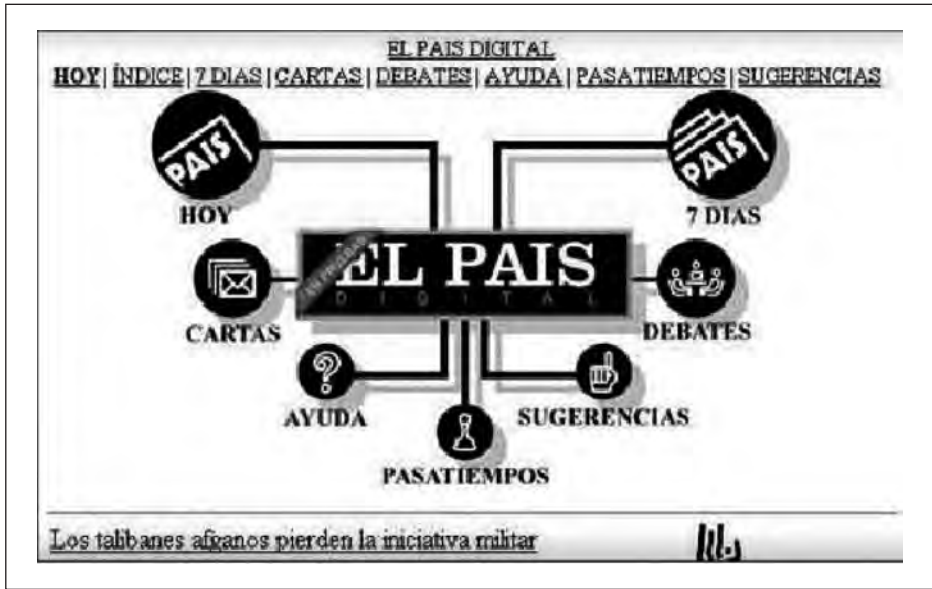 EL PAIS DIGITAL
HOY | ÍNDICE | 7 DIAS | CARTAS | DEBATES | AYUDA | PASATIEMPOS | SUGERENCIAS
PAIS
PAIS
HOY
7 DIAS
EL PAIS
DIGITAL
CARTAS
DEBATES
AYUDA
SUGERENCIAS
PASATIEMPOS
Los talibanes afganos pierden la iniciativa militar